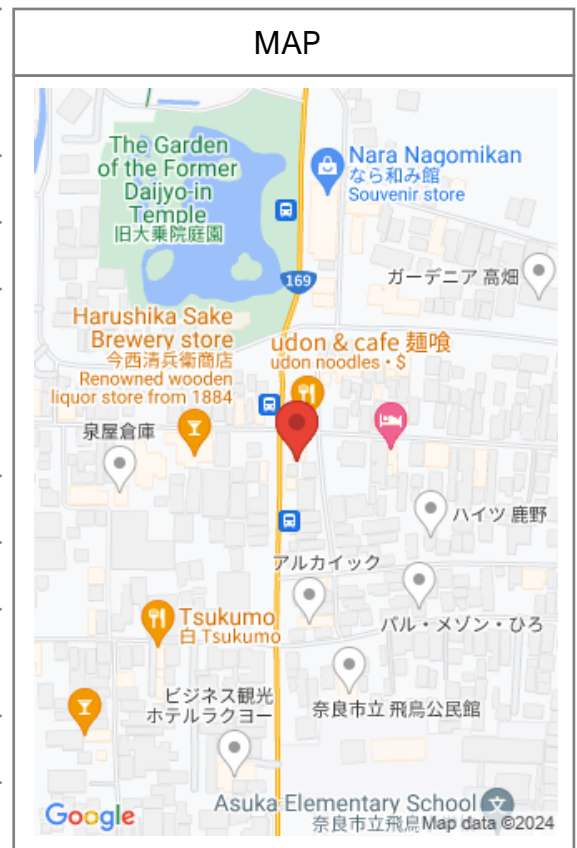 MAP
The Garden
of the Former
Daijyo-in
Temple
旧大乗院庭園
Nara Nagomikan
なら和み館
Souvenir store
169
ガーデニア 高畑
Harushika Sake
Brewery store
今西清兵衛商店
Renowned wooden
liquor store from 1884
udon & cafe 麺喰
udon noodles • $
泉屋倉庫
ハイツ 鹿野
アルカイック
パル・メゾン・ひろ
Tsukumo
白 Tsukumo
奈良市立 飛鳥公民館
ビジネス観光
ホテルラクヨー
Asuka Elementary School
奈良市立飛鳥
文
Google
Map data ©2024